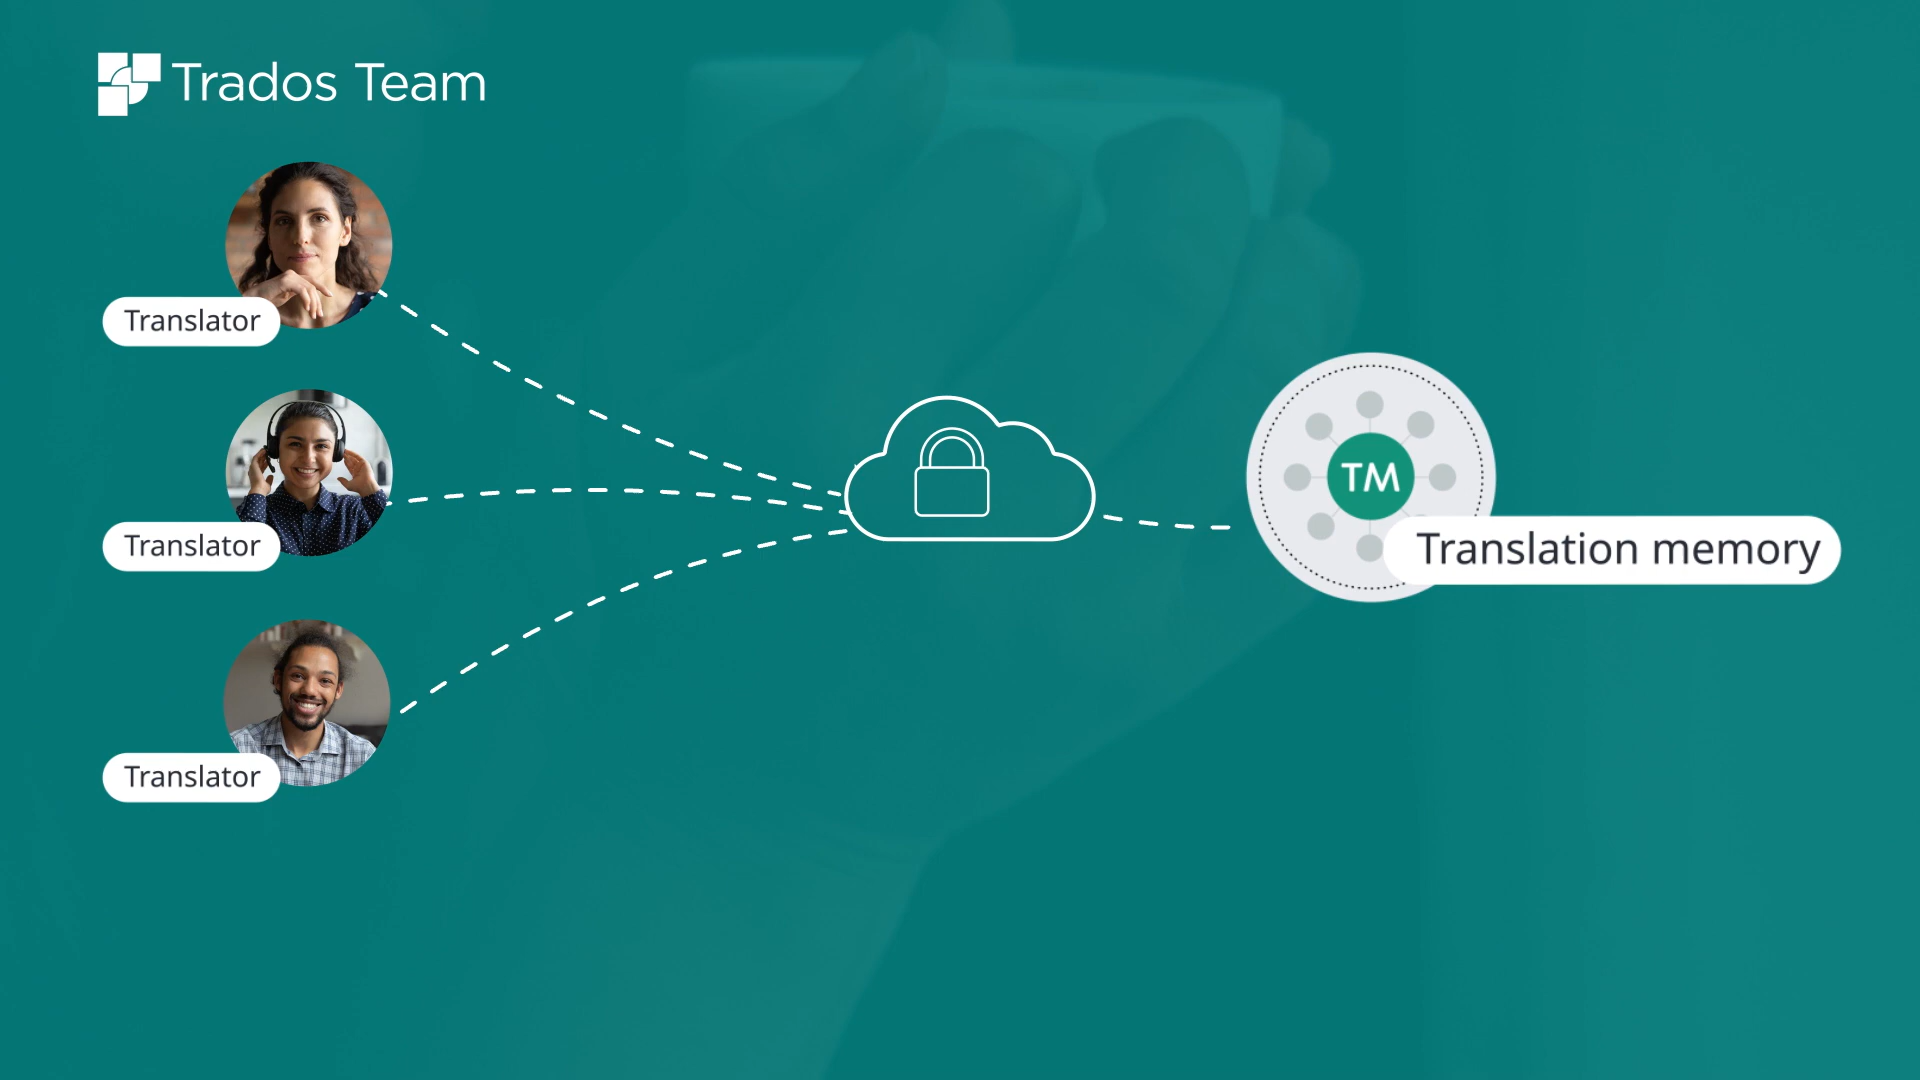 Trados Team
Translator
Translator
Translator
TM
Translation memory